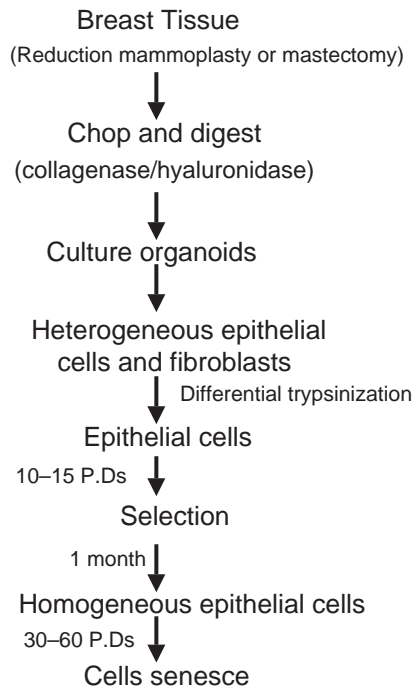 Breast Tissue
(Reduction mammoplasty or mastectomy)
Chop and digest
(collagenase/hyaluronidase)
Culture organoids
Heterogeneous epithelial
cells and fibroblasts
Differential trypsinization
Epithelial cells
10–15 P.Ds
Selection
1 month
Homogeneous epithelial cells
30–60 P.Ds
Cells senesce